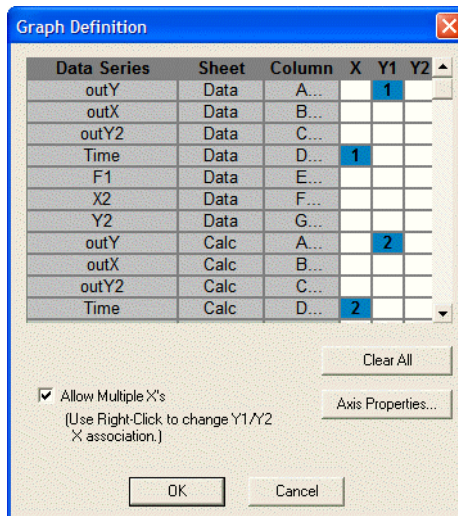 Graph Definition
Data Series Sheet Column X Y1 Y2
outY Data A... 1
outX Data B...
outY2 Data C...
Time Data D... 1
F1 Data E...
X2 Data F...
Y2 Data G...
outY Calc A... 2
outX Calc B...
outY2 Calc C...
Time Calc D... 2
Clear All
Allow Multiple X's
Axis Properties...
(Use Right-Click to change Y1/Y2
X association.)
OK Cancel